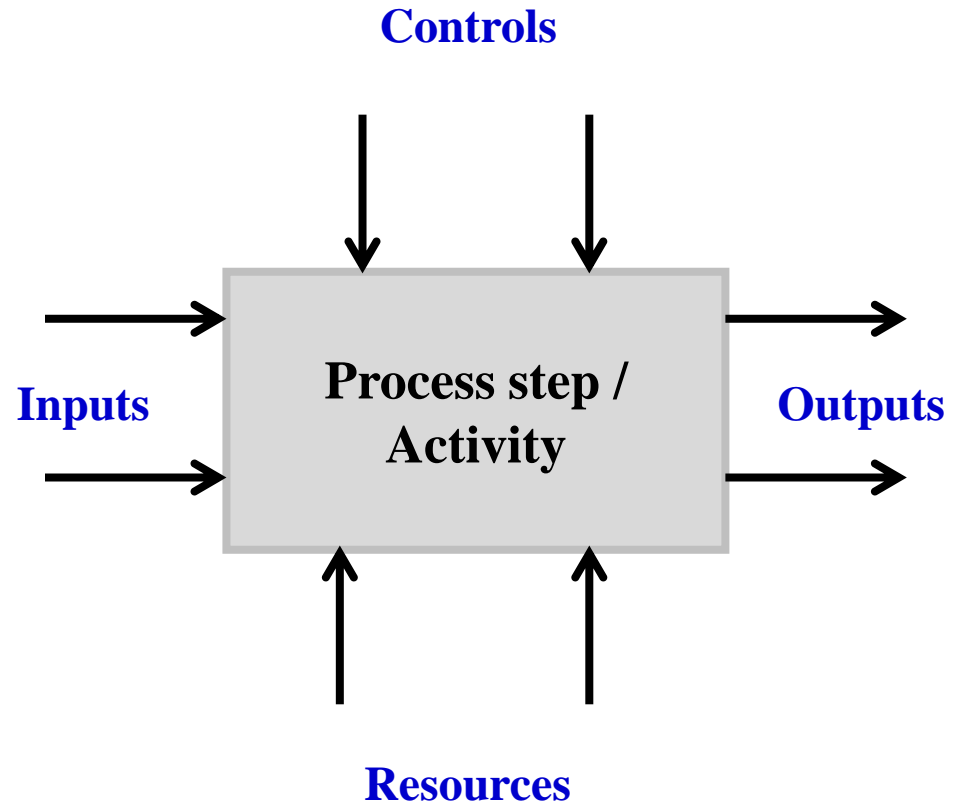 Controls
Inputs
Process step /
Activity
Outputs
Resources